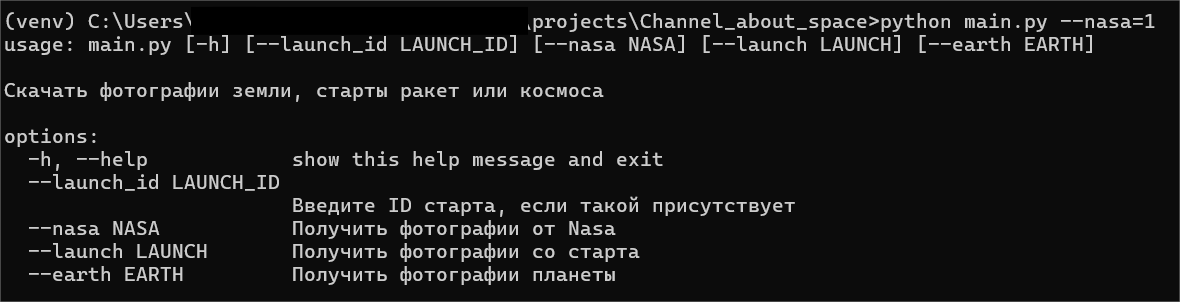 (venv) C:\Users\ \projects\Channel_about_space>python main.py --nasa=1
usage: main.py [-h] [--launch_id LAUNCH_ID] [--nasa NASA] [--launch LAUNCH] [--earth EARTH]
Скачать фотографии земли, старты ракет или космоса
options:
-h, --help show this help message and exit
--launch_id LAUNCH_ID
Введите ID старта, если такой присутствует
--nasa NASA Получить фотографии от Nasa
--launch LAUNCH Получить фотографии со старта
--earth EARTH Получить фотографии планеты